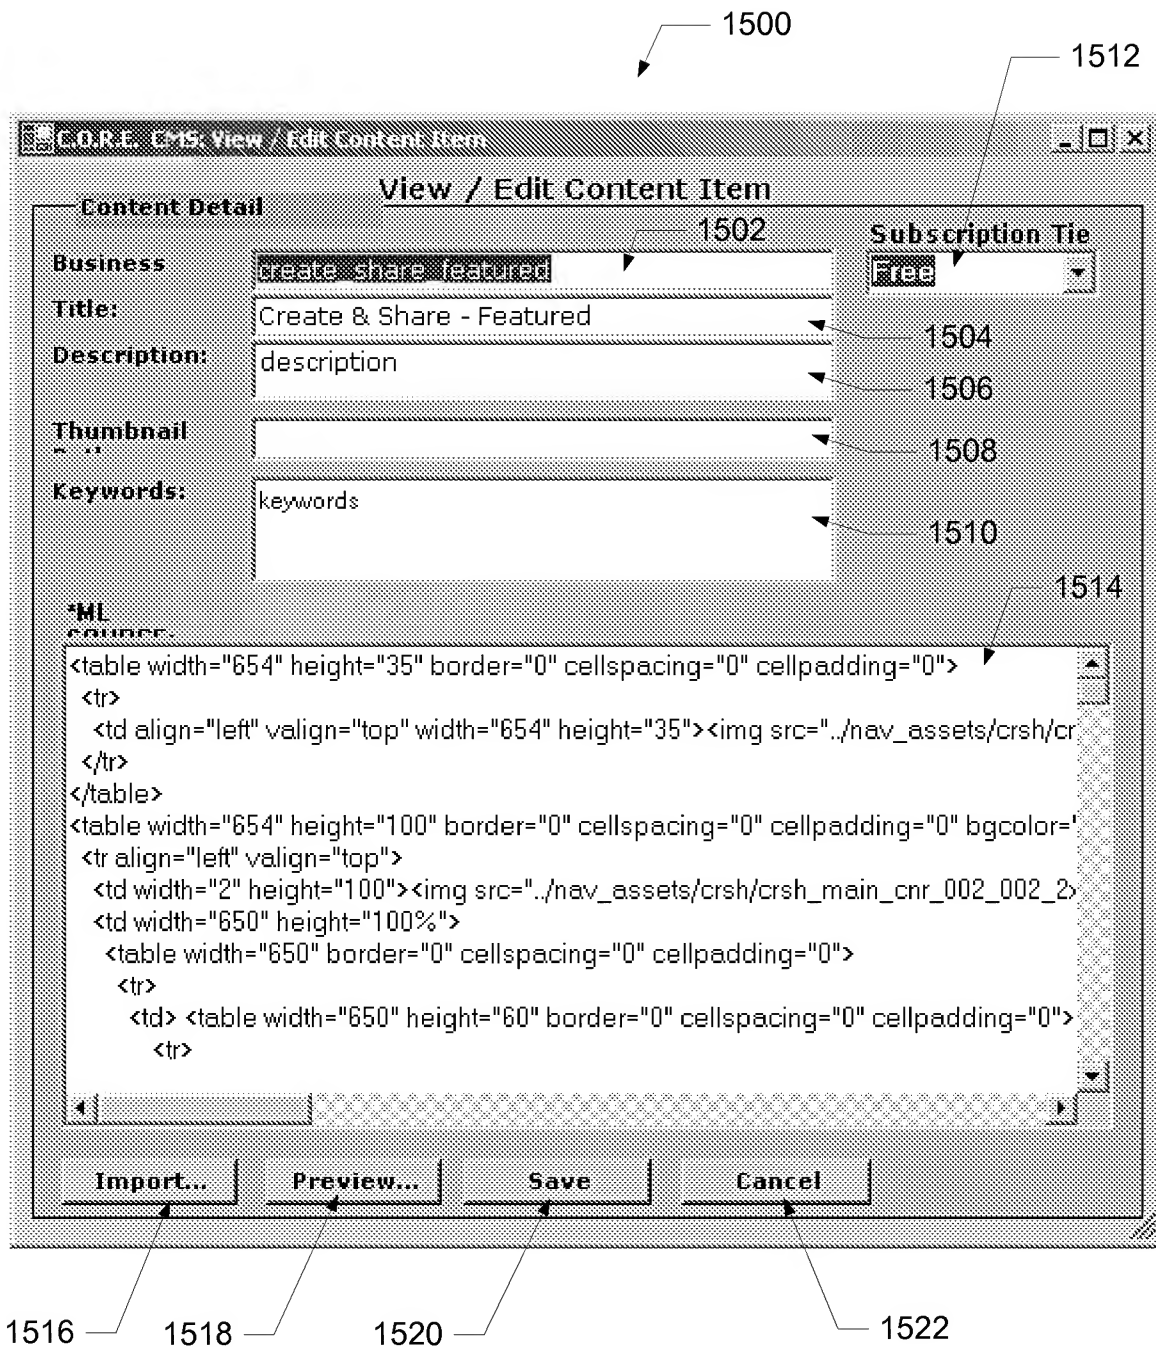 1500
1512
C.O.R.E. CMS: View / Edit Content Item
View / Edit Content Item
Content Detail
1502
Subscription Tie
Business
create_share_featured
Free
Title:
Create & Share - Featured
1504
Description:
description
1506
Thumbnail
1508
Keywords:
keywords
1510
1514
*ML
SOURCE:
<table width="654" height="35" border="0" cellspacing="0" cellpadding="0">
<tr>
<td align="left" valign="top" width="654" height="35"><img src="../nav_assets/crsh/cr
</tr>
</table>
<table width="654" height="100" border="0" cellspacing="0" cellpadding="0" bgcolor="
<tr align="left" valign="top">
<td width="2" height="100"><img src="../nav_assets/crsh/crsh_main_cnr_002_002_2x
<td width="650" height="100%">
<table width="650" border="0" cellspacing="0" cellpadding="0">
<tr>
<td> <table width="650" height="60" border="0" cellspacing="0" cellpadding="0">
<tr>
Import...
Preview...
Save
Cancel
1516
1518
1520
1522